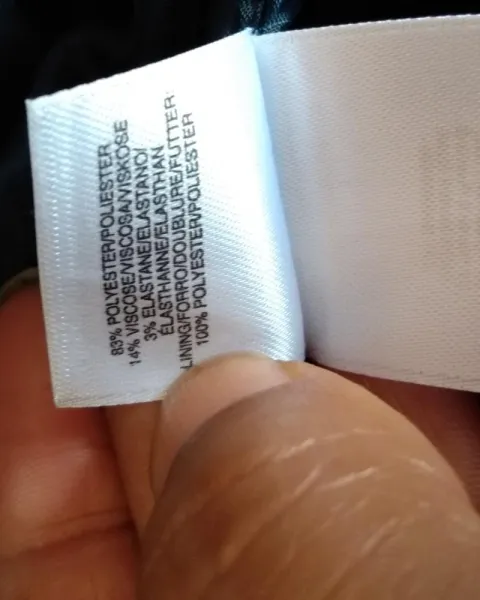 83% POLYESTER/POLIESTER
14% VISCOSE/VISCOSA/VISKOSE
3% ELASTANE/ELASTANO/
ÉLASTHANNE/ELASTHAN
LINING/FORRO/DOUBLURE/FUTTER:
100% POLYESTER/POLIESTER